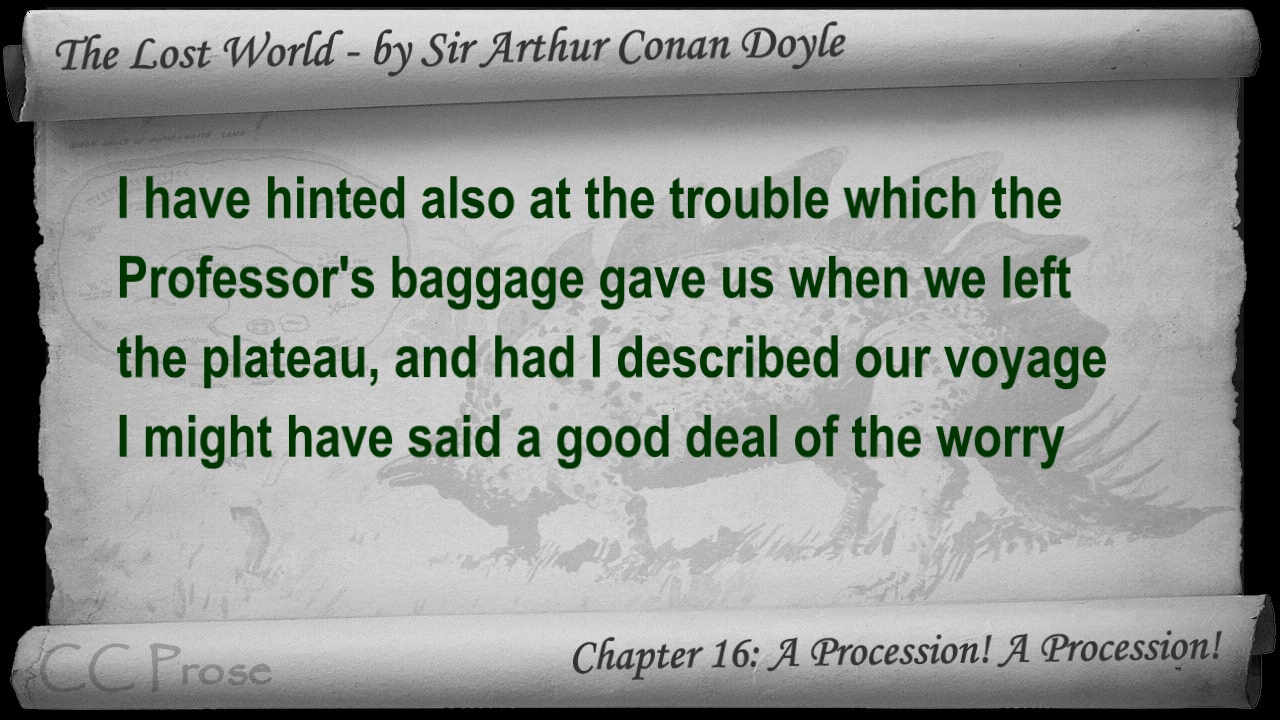 The Lost World - by Sir Arthur Conan Doyle
I have hinted also at the trouble which the
Professor's baggage gave us when we left
the plateau, and had I described our voyage
I might have said a good deal of the worry
CC Prose
Chapter 16: A Procession! A Procession!